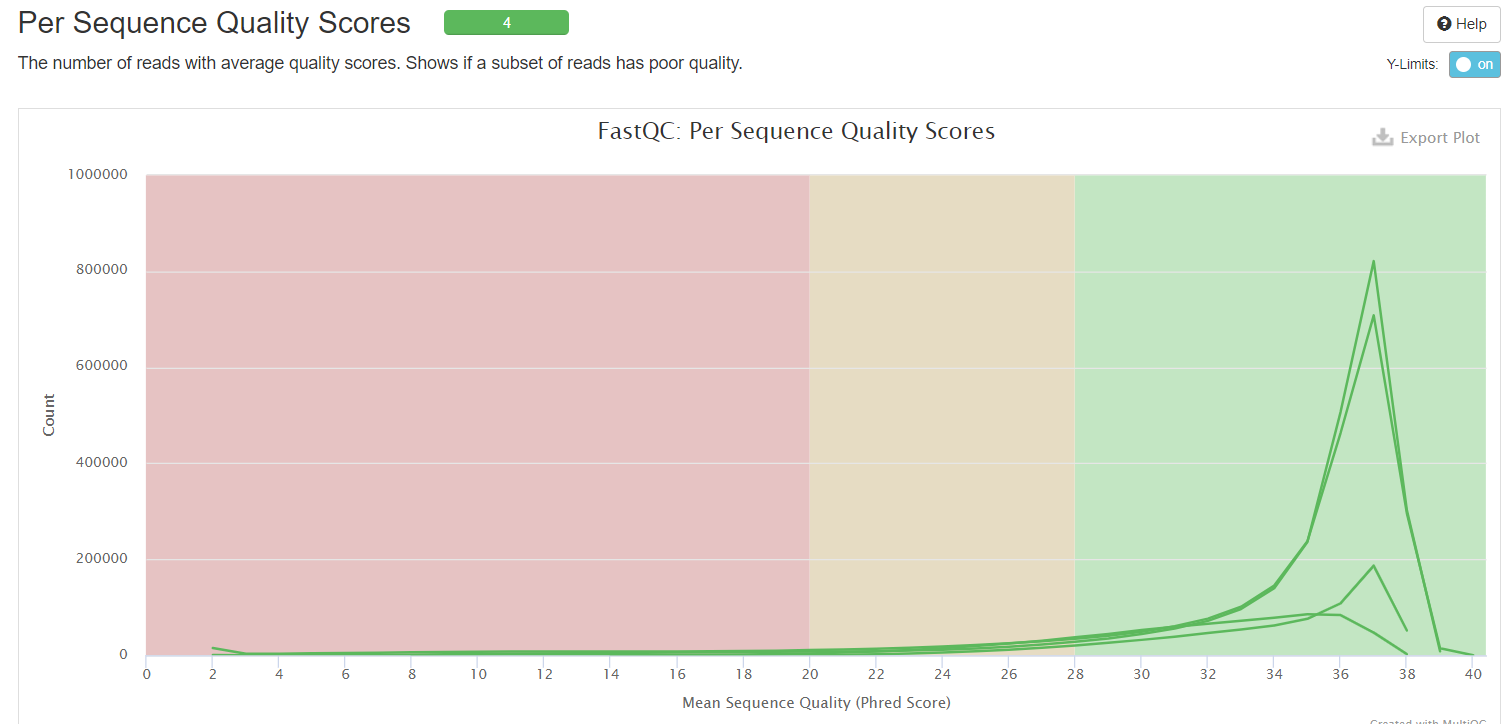 Per Sequence Quality Scores 4
Help
The number of reads with average quality scores. Shows if a subset of reads has poor quality.
Y-Limits: on
FastQC: Per Sequence Quality Scores
Export Plot
1000000
800000
600000
400000
200000
0
Count
0 2 4 6 8 10 12 14 16 18 20 22 24 26 28 30 32 34 36 38 40
Mean Sequence Quality (Phred Score)
Created with MultiQC